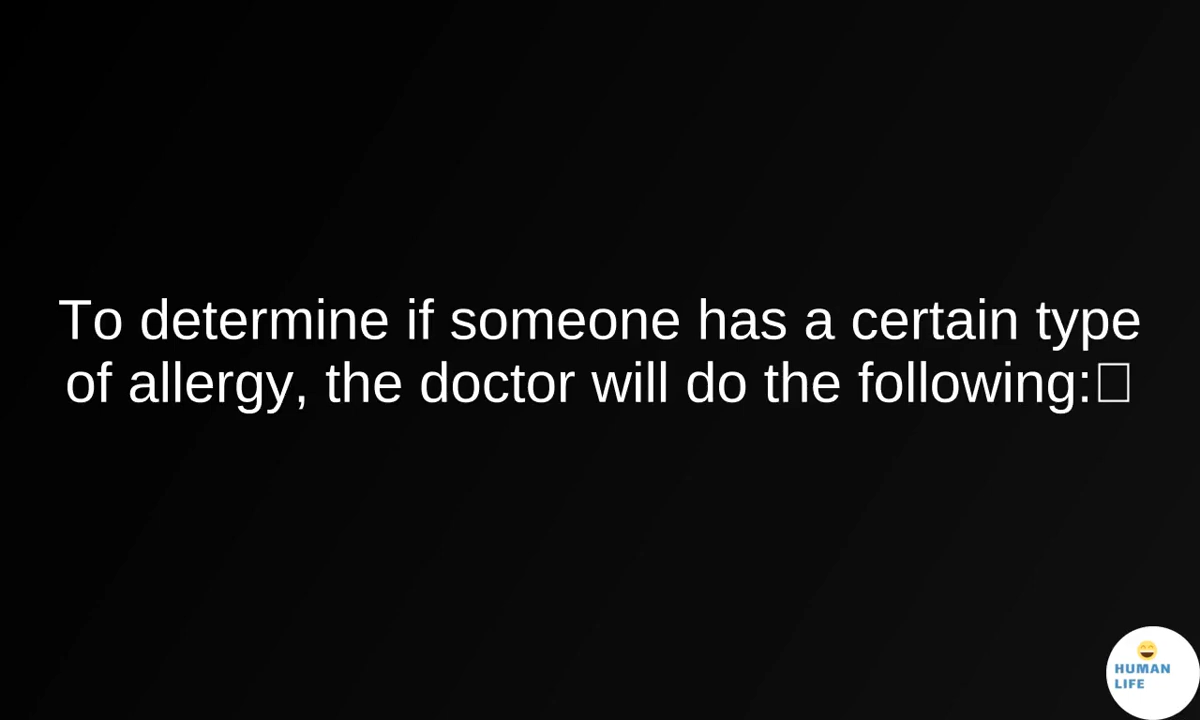 To determine if someone has a certain type
of allergy, the doctor will do the following:
HUMAN
LIFE